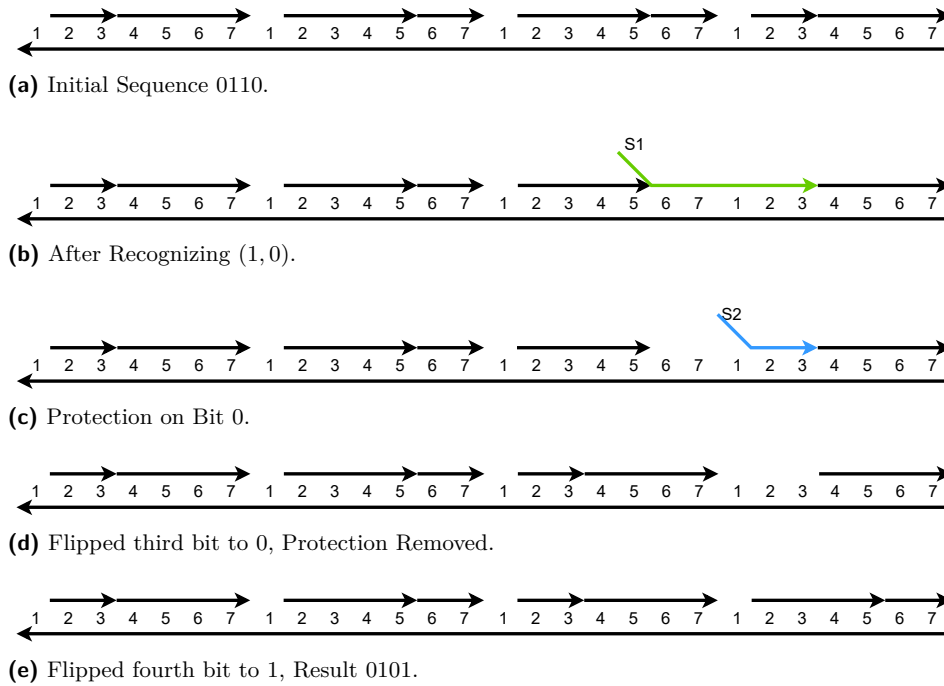 1 2 3 4 5 6 7 1 2 3 4 5 6 7 1 2 3 4 5 6 7 1 2 3 4 5 6 7
(a) Initial Sequence 0110.
S1
1 2 3 4 5 6 7 1 2 3 4 5 6 7 1 2 3 4 5 6 7 1 2 3 4 5 6 7
(b) After Recognizing (1, 0).
S2
1 2 3 4 5 6 7 1 2 3 4 5 6 7 1 2 3 4 5 6 7 1 2 3 4 5 6 7
(c) Protection on Bit 0.
1 2 3 4 5 6 7 1 2 3 4 5 6 7 1 2 3 4 5 6 7 1 2 3 4 5 6 7
(d) Flipped third bit to 0, Protection Removed.
1 2 3 4 5 6 7 1 2 3 4 5 6 7 1 2 3 4 5 6 7 1 2 3 4 5 6 7
(e) Flipped fourth bit to 1, Result 0101.